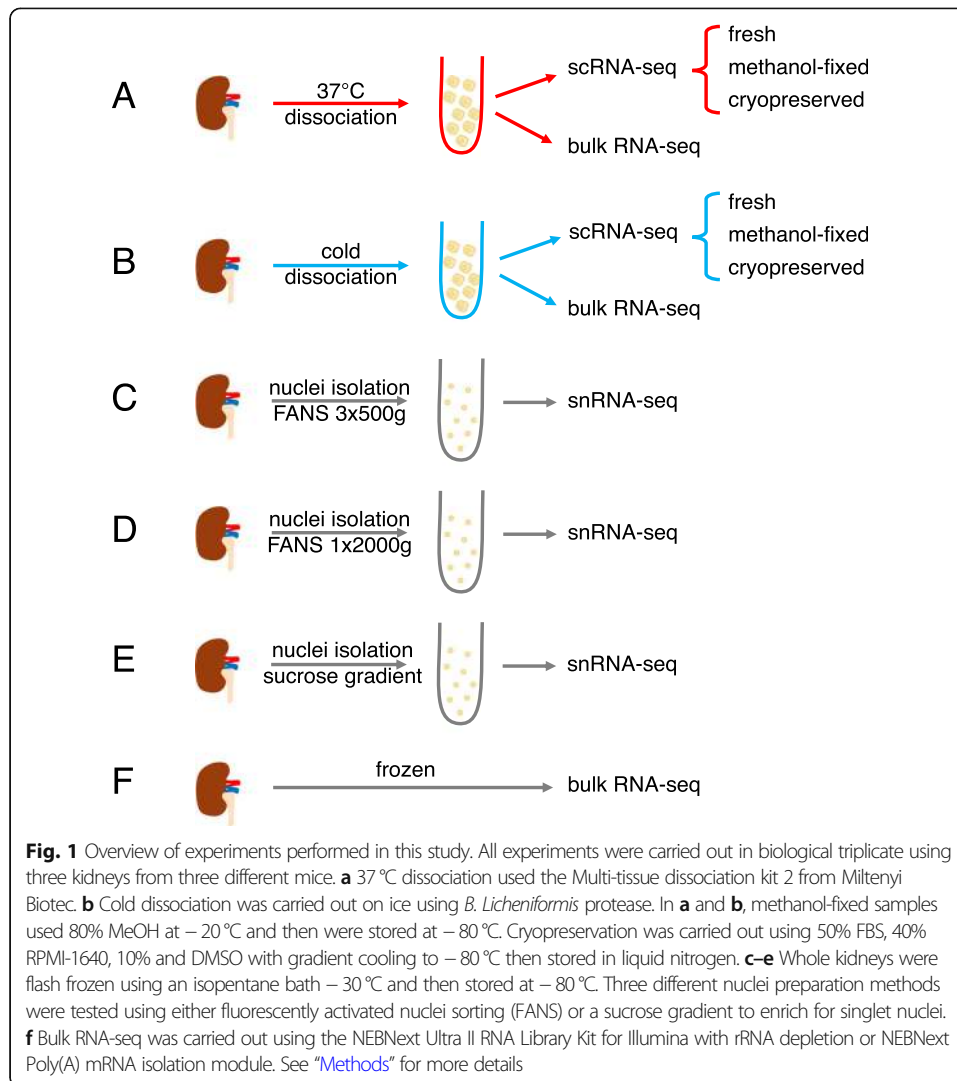 A
37°C
dissociation
scRNA-seq
fresh
methanol-fixed
cryopreserved
bulk RNA-seq
B
cold
dissociation
scRNA-seq
fresh
methanol-fixed
cryopreserved
bulk RNA-seq
C
nuclei isolation
FANS 3x500g
snRNA-seq
D
nuclei isolation
FANS 1x2000g
snRNA-seq
E
nuclei isolation
sucrose gradient
snRNA-seq
F
frozen
bulk RNA-seq
Fig. 1 Overview of experiments performed in this study. All experiments were carried out in biological triplicate using
three kidneys from three different mice. a 37 °C dissociation used the Multi-tissue dissociation kit 2 from Miltenyi
Biotec. b Cold dissociation was carried out on ice using B. Licheniformis protease. In a and b, methanol-fixed samples
used 80% MeOH at − 20 °C and then were stored at − 80 °C. Cryopreservation was carried out using 50% FBS, 40%
RPMI-1640, 10% and DMSO with gradient cooling to − 80 °C then stored in liquid nitrogen. c–e Whole kidneys were
flash frozen using an isopentane bath − 30 °C and then stored at − 80 °C. Three different nuclei preparation methods
were tested using either fluorescently activated nuclei sorting (FANS) or a sucrose gradient to enrich for singlet nuclei.
f Bulk RNA-seq was carried out using the NEBNext Ultra II RNA Library Kit for Illumina with rRNA depletion or NEBNext
Poly(A) mRNA isolation module. See “Methods” for more details